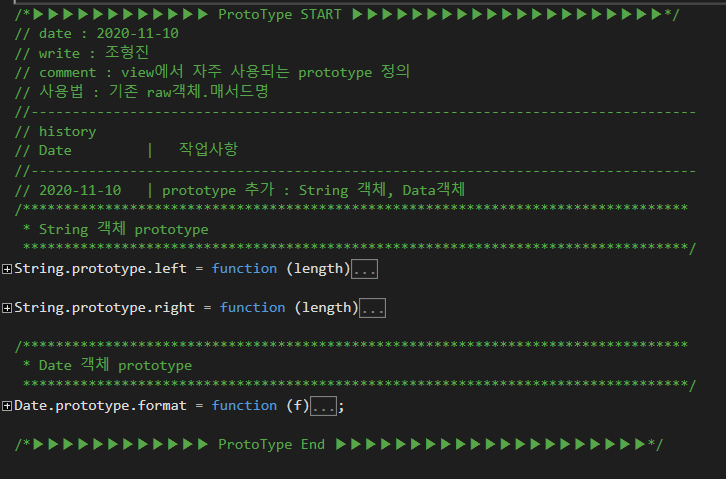 /*▶▶▶▶▶▶▶▶▶▶▶▶ ProtoType START ▶▶▶▶▶▶▶▶▶▶▶▶▶▶▶▶▶▶▶▶▶*/
// date : 2020-11-10
// write : 조형진
// comment : view에서 자주 사용되는 prototype 정의
// 사용법 : 기존 raw객체.매서드명
//---------------------------------------------------------------------------------
// history
// Date         |   작업사항
//---------------------------------------------------------------------------------
// 2020-11-10   | prototype 추가 : String 객체, Data객체
/*********************************************************************************
 * String 객체 prototype
 *********************************************************************************/
String.prototype.left = function (length)...
String.prototype.right = function (length)...
/*********************************************************************************
 * Date 객체 prototype
 *********************************************************************************/
Date.prototype.format = function (f)...;
/*▶▶▶▶▶▶▶▶▶▶▶▶ ProtoType End ▶▶▶▶▶▶▶▶▶▶▶▶▶▶▶▶▶▶▶▶▶*/